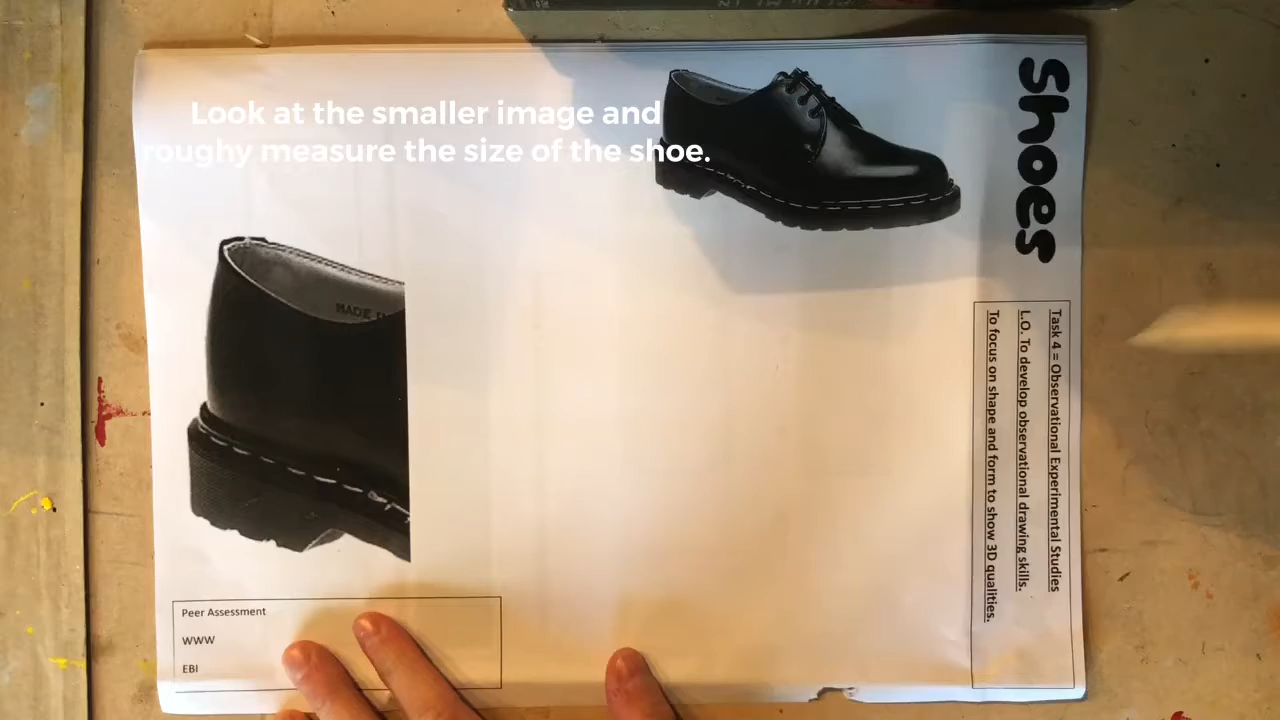 Look at the smaller image and
roughy measure the size of the shoe.
Shoes
Task 4 = Observational Experimental Studies
L.O. To develop observational drawing skills.
To focus on shape and form to show 3D qualities.
MADE
Peer Assessment
WWW
EBI